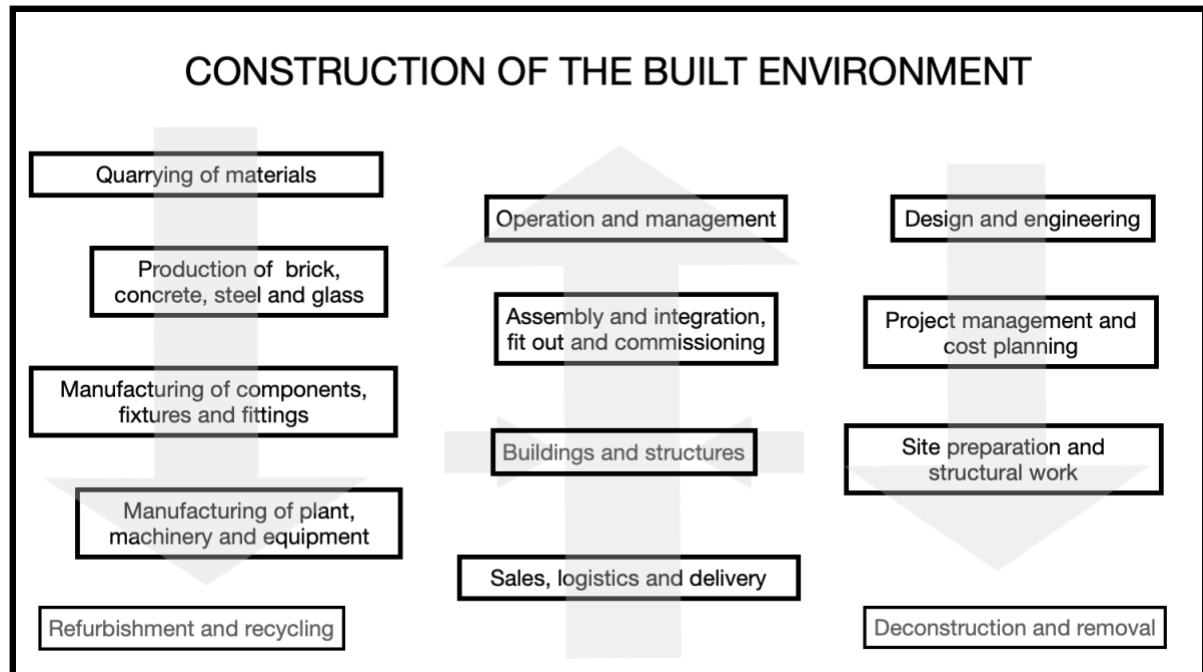 CONSTRUCTION OF THE BUILT ENVIRONMENT
Quarrying of materials
Production of brick,
concrete, steel and glass
Manufacturing of components,
fixtures and fittings
Manufacturing of plant,
machinery and equipment
Refurbishment and recycling
Operation and management
Assembly and integration,
fit out and commissioning
Buildings and structures
Sales, logistics and delivery
Design and engineering
Project management and
cost planning
Site preparation and
structural work
Deconstruction and removal